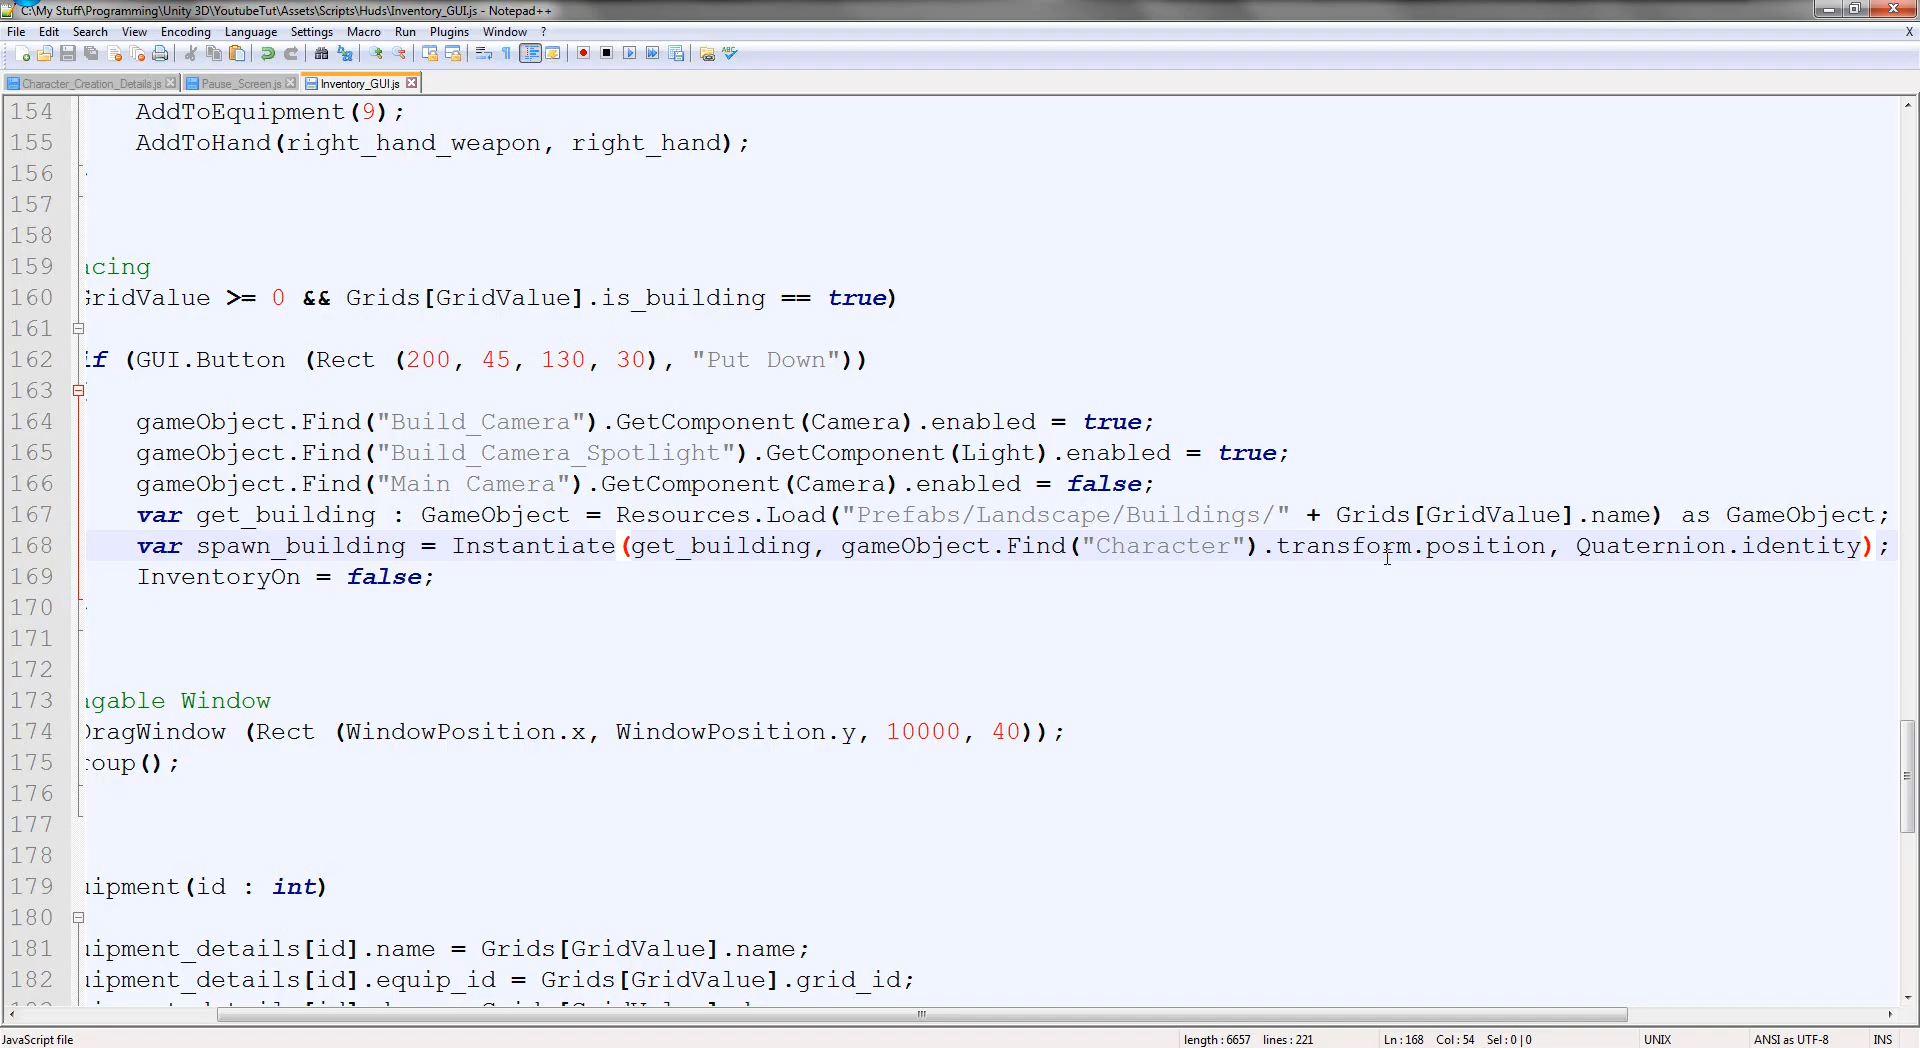 C:\My Stuff\Programming\Unity 3D\YoutubeTut\Assets\Scripts\Huds\Inventory_GUI.js - Notepad++
File Edit Search View Encoding Language Settings Macro Run Plugins Window ? X
Character_Creation_Details.js Pause_Screen.js Inventory_GUI.js
154 AddToEquipment(9);
155 AddToHand(right_hand_weapon, right_hand);
156
157
158
159 acing
160 GridValue >= 0 && Grids[GridValue].is_building == true)
161
162 if (GUI.Button (Rect (200, 45, 130, 30), "Put Down"))
163
164 gameObject.Find("Build_Camera").GetComponent(Camera).enabled = true;
165 gameObject.Find("Build_Camera_Spotlight").GetComponent(Light).enabled = true;
166 gameObject.Find("Main Camera").GetComponent(Camera).enabled = false;
167 var get_building : GameObject = Resources.Load("Prefabs/Landscape/Buildings/" + Grids[GridValue].name) as GameObject;
168 var spawn_building = Instantiate(get_building, gameObject.Find("Character").transform.position, Quaternion.identity);
169 InventoryOn = false;
170
171
172
173 agable Window
174 DragWindow (Rect (WindowPosition.x, WindowPosition.y, 10000, 40));
175 roup();
176
177
178
179 uipment(id : int)
180
181 uipment_details[id].name = Grids[GridValue].name;
182 uipment_details[id].equip_id = Grids[GridValue].grid_id;
JavaScript file length : 6657 lines : 221 Ln : 168 Col : 54 Sel : 0 | 0 UNIX ANSI as UTF-8 INS